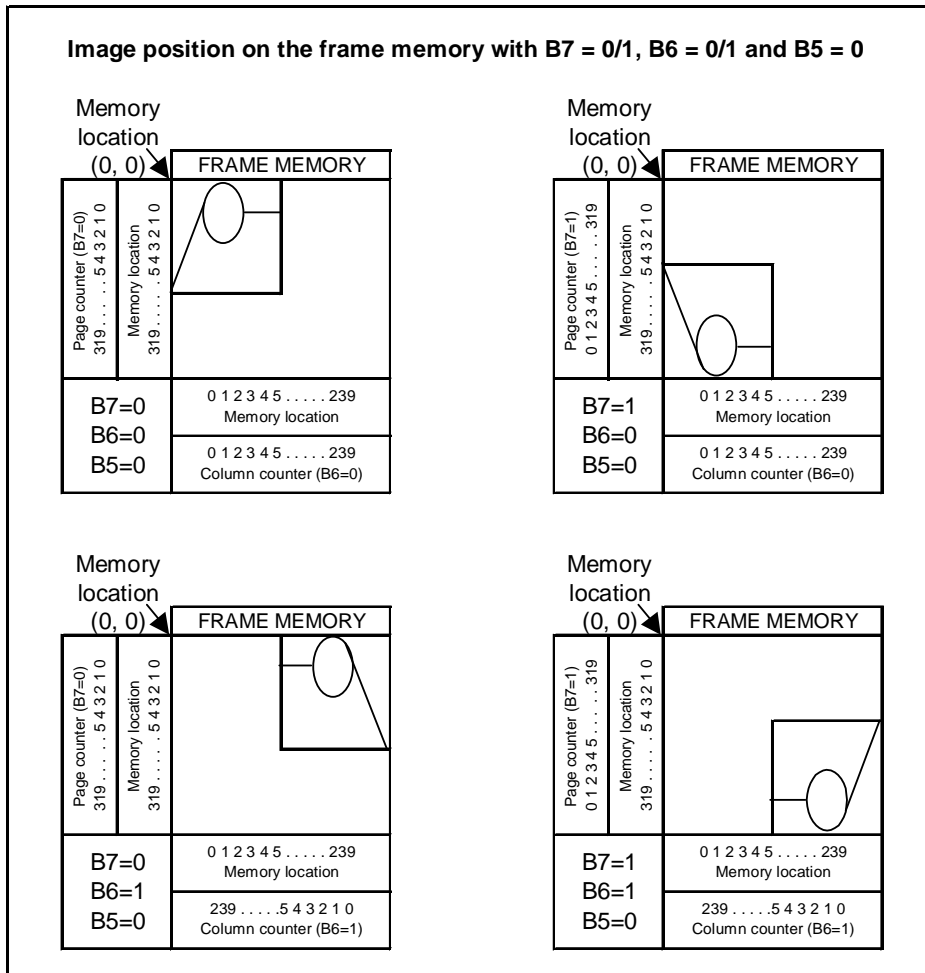 Image position on the frame memory with B7 = 0/1, B6 = 0/1 and B5 = 0
Memory
location
(0, 0)
FRAME MEMORY
Page counter (B7=0)
319 . . . . . 5 4 3 2 1 0
Memory location
319 . . . . . 5 4 3 2 1 0
B7=0
B6=0
B5=0
0 1 2 3 4 5 . . . . . 239
Memory location
0 1 2 3 4 5 . . . . . 239
Column counter (B6=0)
Memory
location
(0, 0)
FRAME MEMORY
Page counter (B7=1)
0 1 2 3 4 5 . . . . . . 319
Memory location
319 . . . . . 5 4 3 2 1 0
B7=1
B6=0
B5=0
0 1 2 3 4 5 . . . . . 239
Memory location
0 1 2 3 4 5 . . . . . 239
Column counter (B6=0)
Memory
location
(0, 0)
FRAME MEMORY
Page counter (B7=0)
319 . . . . . 5 4 3 2 1 0
Memory location
319 . . . . . 5 4 3 2 1 0
B7=0
B6=1
B5=0
0 1 2 3 4 5 . . . . . 239
Memory location
239 . . . . .5 4 3 2 1 0
Column counter (B6=1)
Memory
location
(0, 0)
FRAME MEMORY
Page counter (B7=1)
0 1 2 3 4 5 . . . . . . 319
Memory location
319 . . . . . 5 4 3 2 1 0
B7=1
B6=1
B5=0
0 1 2 3 4 5 . . . . . 239
Memory location
239 . . . . .5 4 3 2 1 0
Column counter (B6=1)